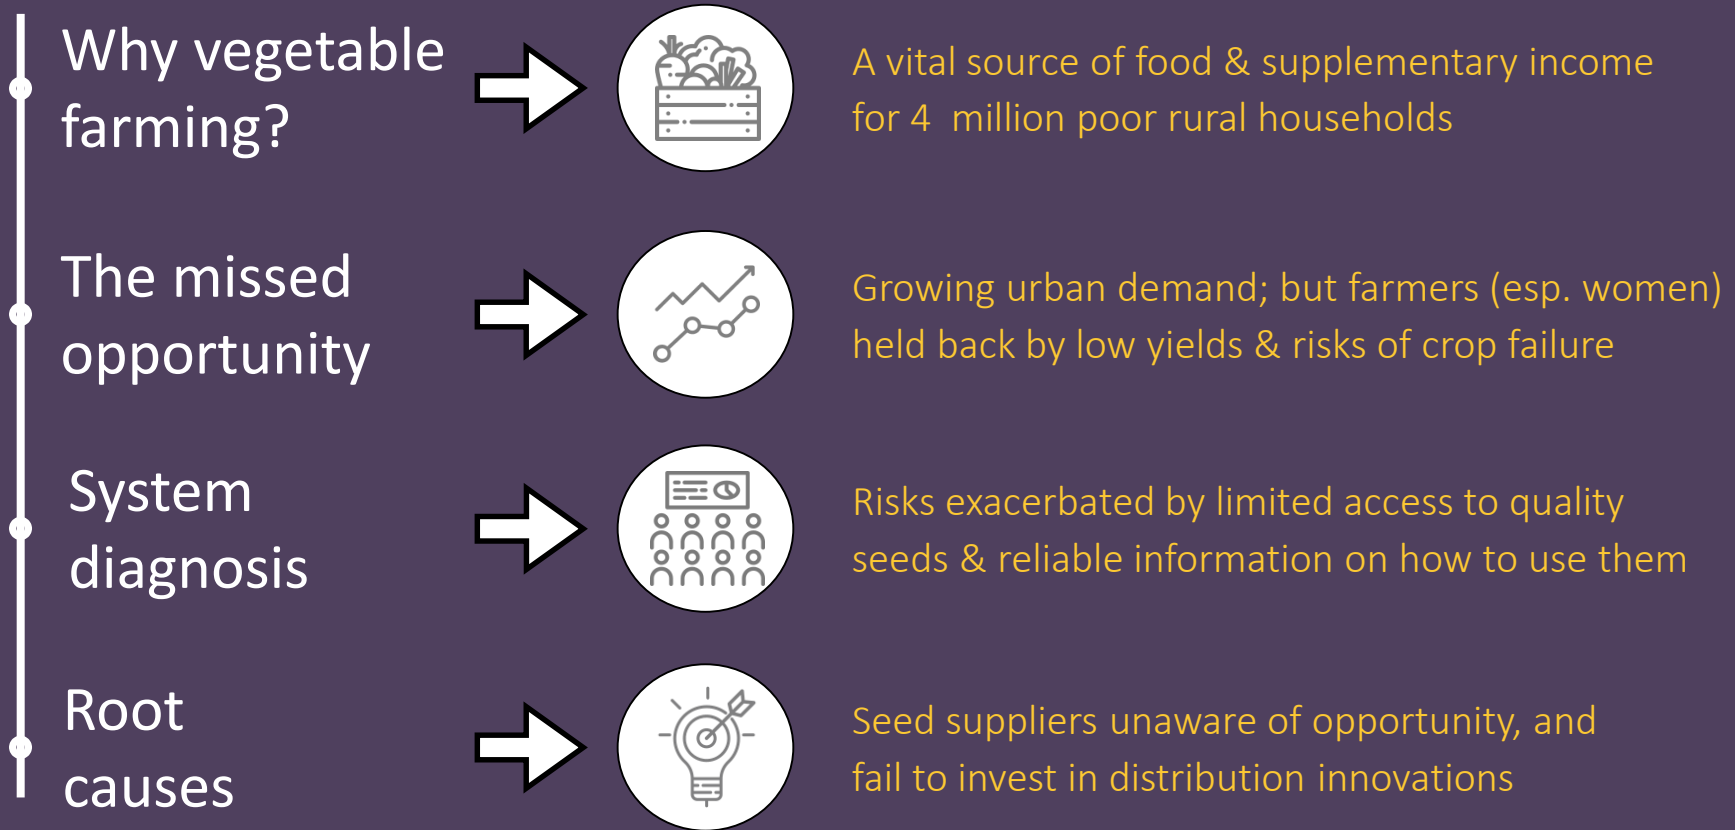 Why vegetable
farming?
A vital source of food & supplementary income
for 4  million poor rural households
The missed
opportunity
Growing urban demand; but farmers (esp. women)
held back by low yields & risks of crop failure
System
diagnosis
Risks exacerbated by limited access to quality
seeds & reliable information on how to use them
Root
causes
Seed suppliers unaware of opportunity, and
fail to invest in distribution innovations